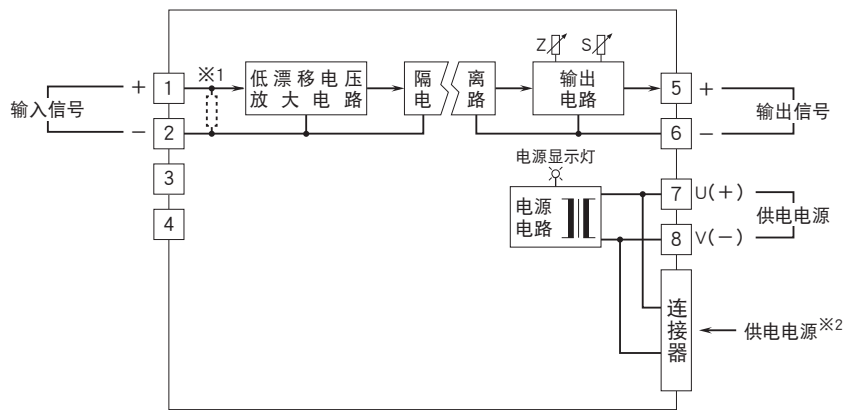 Z S
※1
低漂移电压
放大电路
隔 离
电 路
输出
电路
+ 1
5 +
输入信号
输出信号
− 2
6 −
3
4
电源显示灯
电源
电路
7 U(+)
供电电源
8 V(−)
连接器
供电电源※2